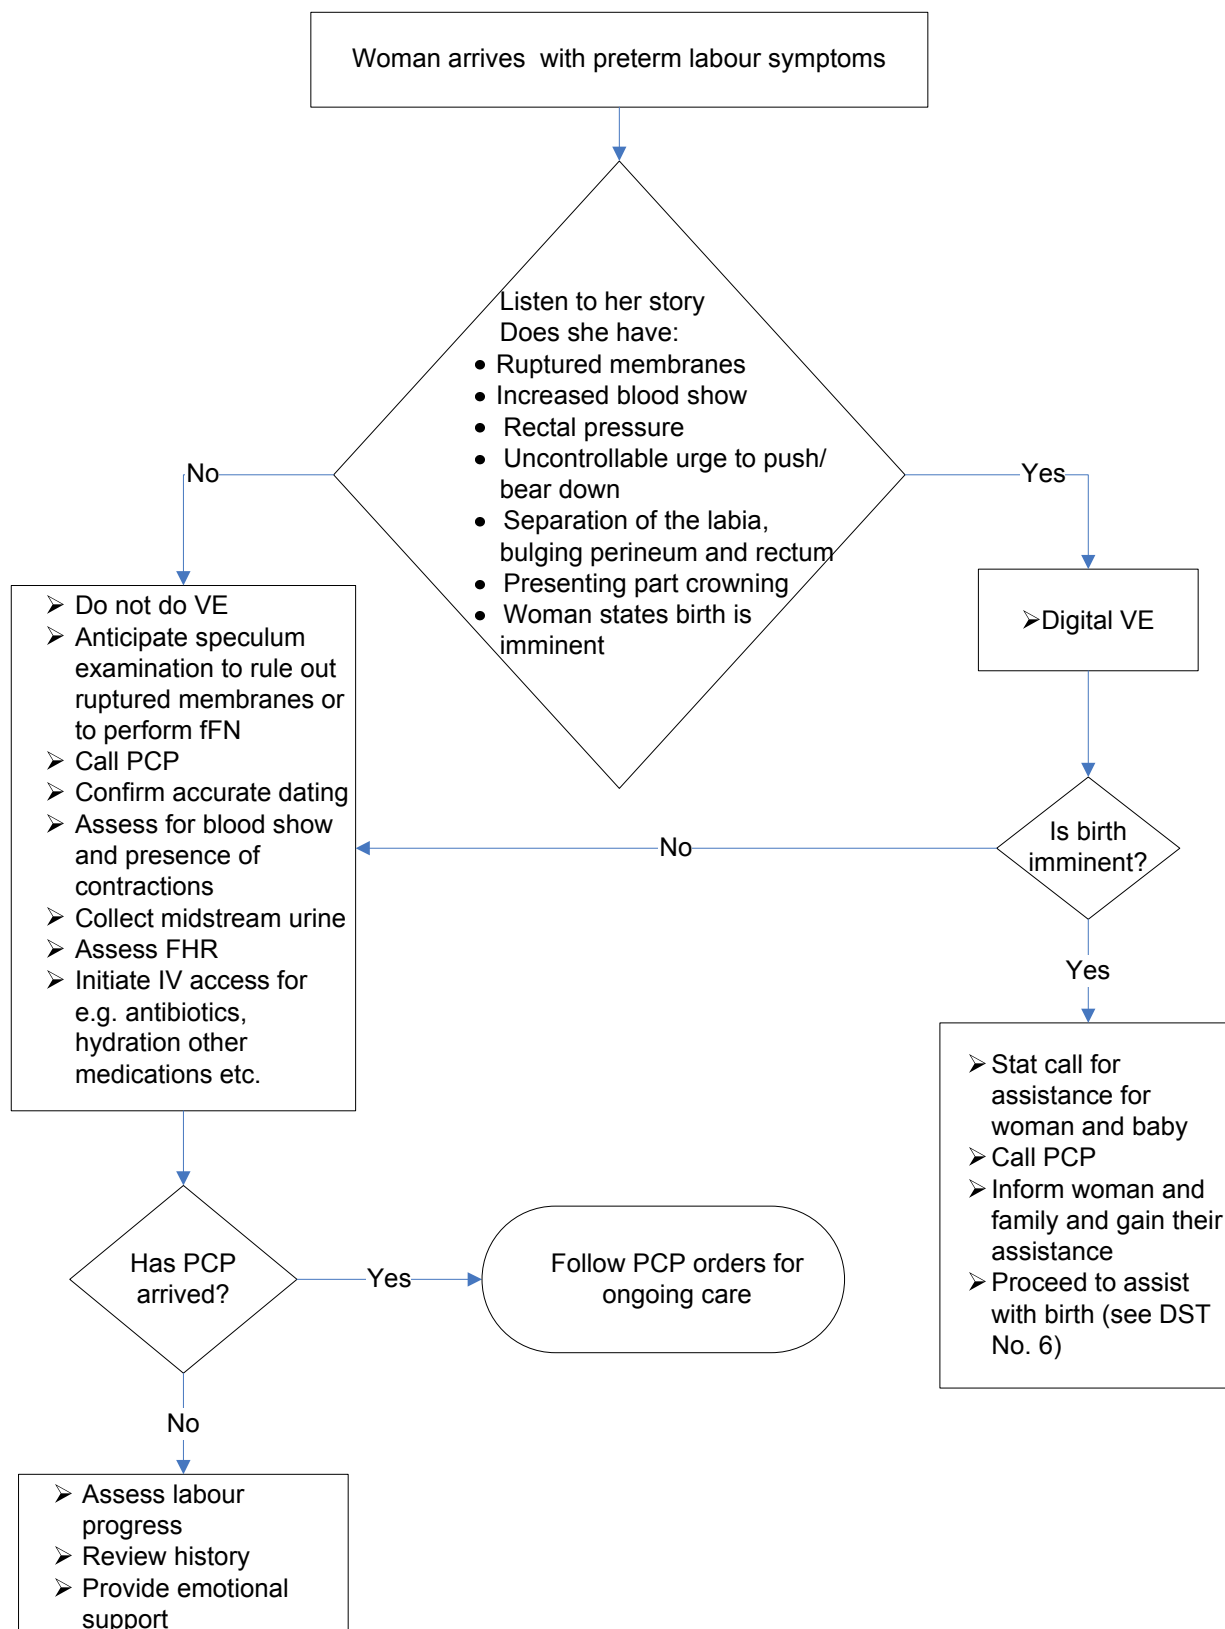 Woman arrives  with preterm labour symptoms
Listen to her story
Does she have:
• Ruptured membranes
• Increased blood show
• Rectal pressure
• Uncontrollable urge to push/
bear down
• Separation of the labia,
bulging perineum and rectum
• Presenting part crowning
• Woman states birth is
imminent
No
Yes
➢ Do not do VE
➢ Anticipate speculum
examination to rule out
ruptured membranes or
to perform fFN
➢ Call PCP
➢ Confirm accurate dating
➢ Assess for blood show
and presence of
contractions
➢ Collect midstream urine
➢ Assess FHR
➢ Initiate IV access for
e.g. antibiotics,
hydration other
medications etc.
➢Digital VE
Is birth
imminent?
No
Yes
➢ Stat call for
assistance for
woman and baby
➢ Call PCP
➢ Inform woman and
family and gain their
assistance
➢ Proceed to assist
with birth (see DST
No. 6)
Has PCP
arrived?
Yes
Follow PCP orders for
ongoing care
No
➢ Assess labour
progress
➢ Review history
➢ Provide emotional
support